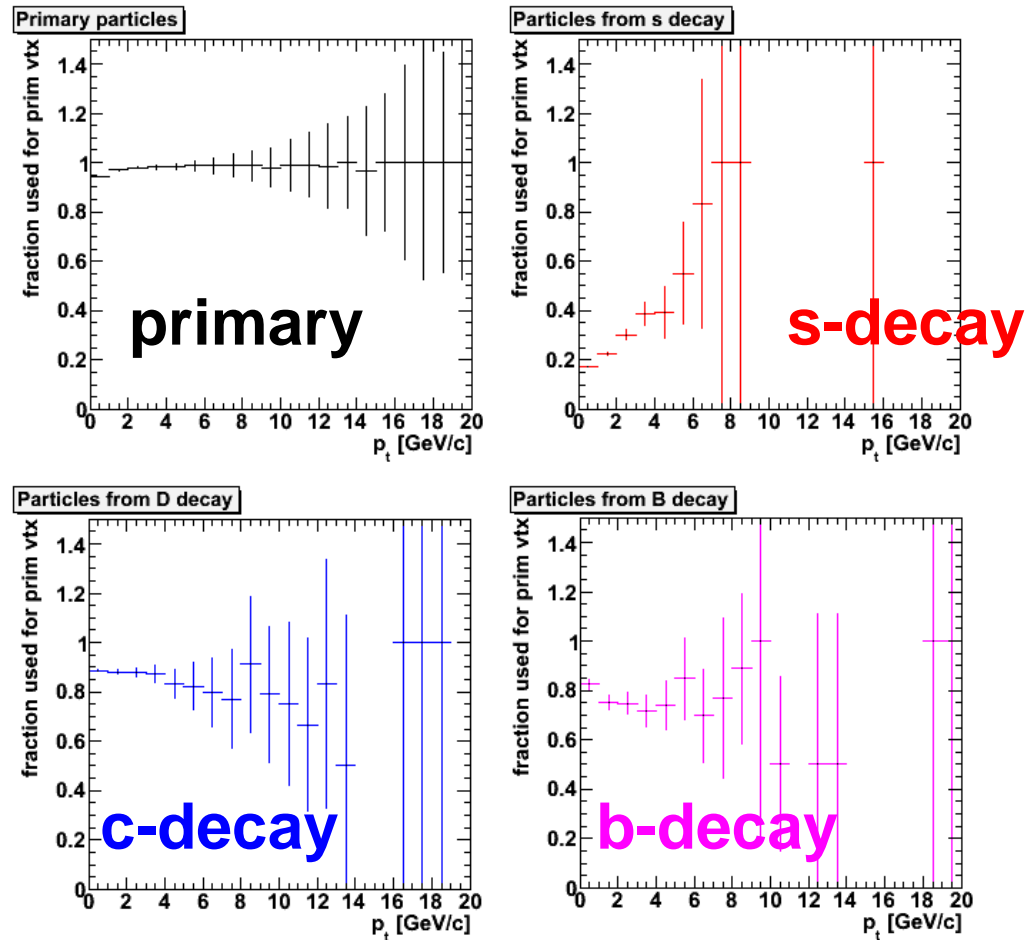 Primary particles
fraction used for prim vtx
1.4
1.2
1
0.8
0.6
0.4
0.2
0
primary
0 2 4 6 8 10 12 14 16 18 20
p_t [GeV/c]
Particles from s decay
fraction used for prim vtx
1.4
1.2
1
0.8
0.6
0.4
0.2
0
s-decay
0 2 4 6 8 10 12 14 16 18 20
p_t [GeV/c]
Particles from D decay
fraction used for prim vtx
1.4
1.2
1
0.8
0.6
0.4
0.2
0
c-decay
0 2 4 6 8 10 12 14 16 18 20
p_t [GeV/c]
Particles from B decay
fraction used for prim vtx
1.4
1.2
1
0.8
0.6
0.4
0.2
0
b-decay
0 2 4 6 8 10 12 14 16 18 20
p_t [GeV/c]